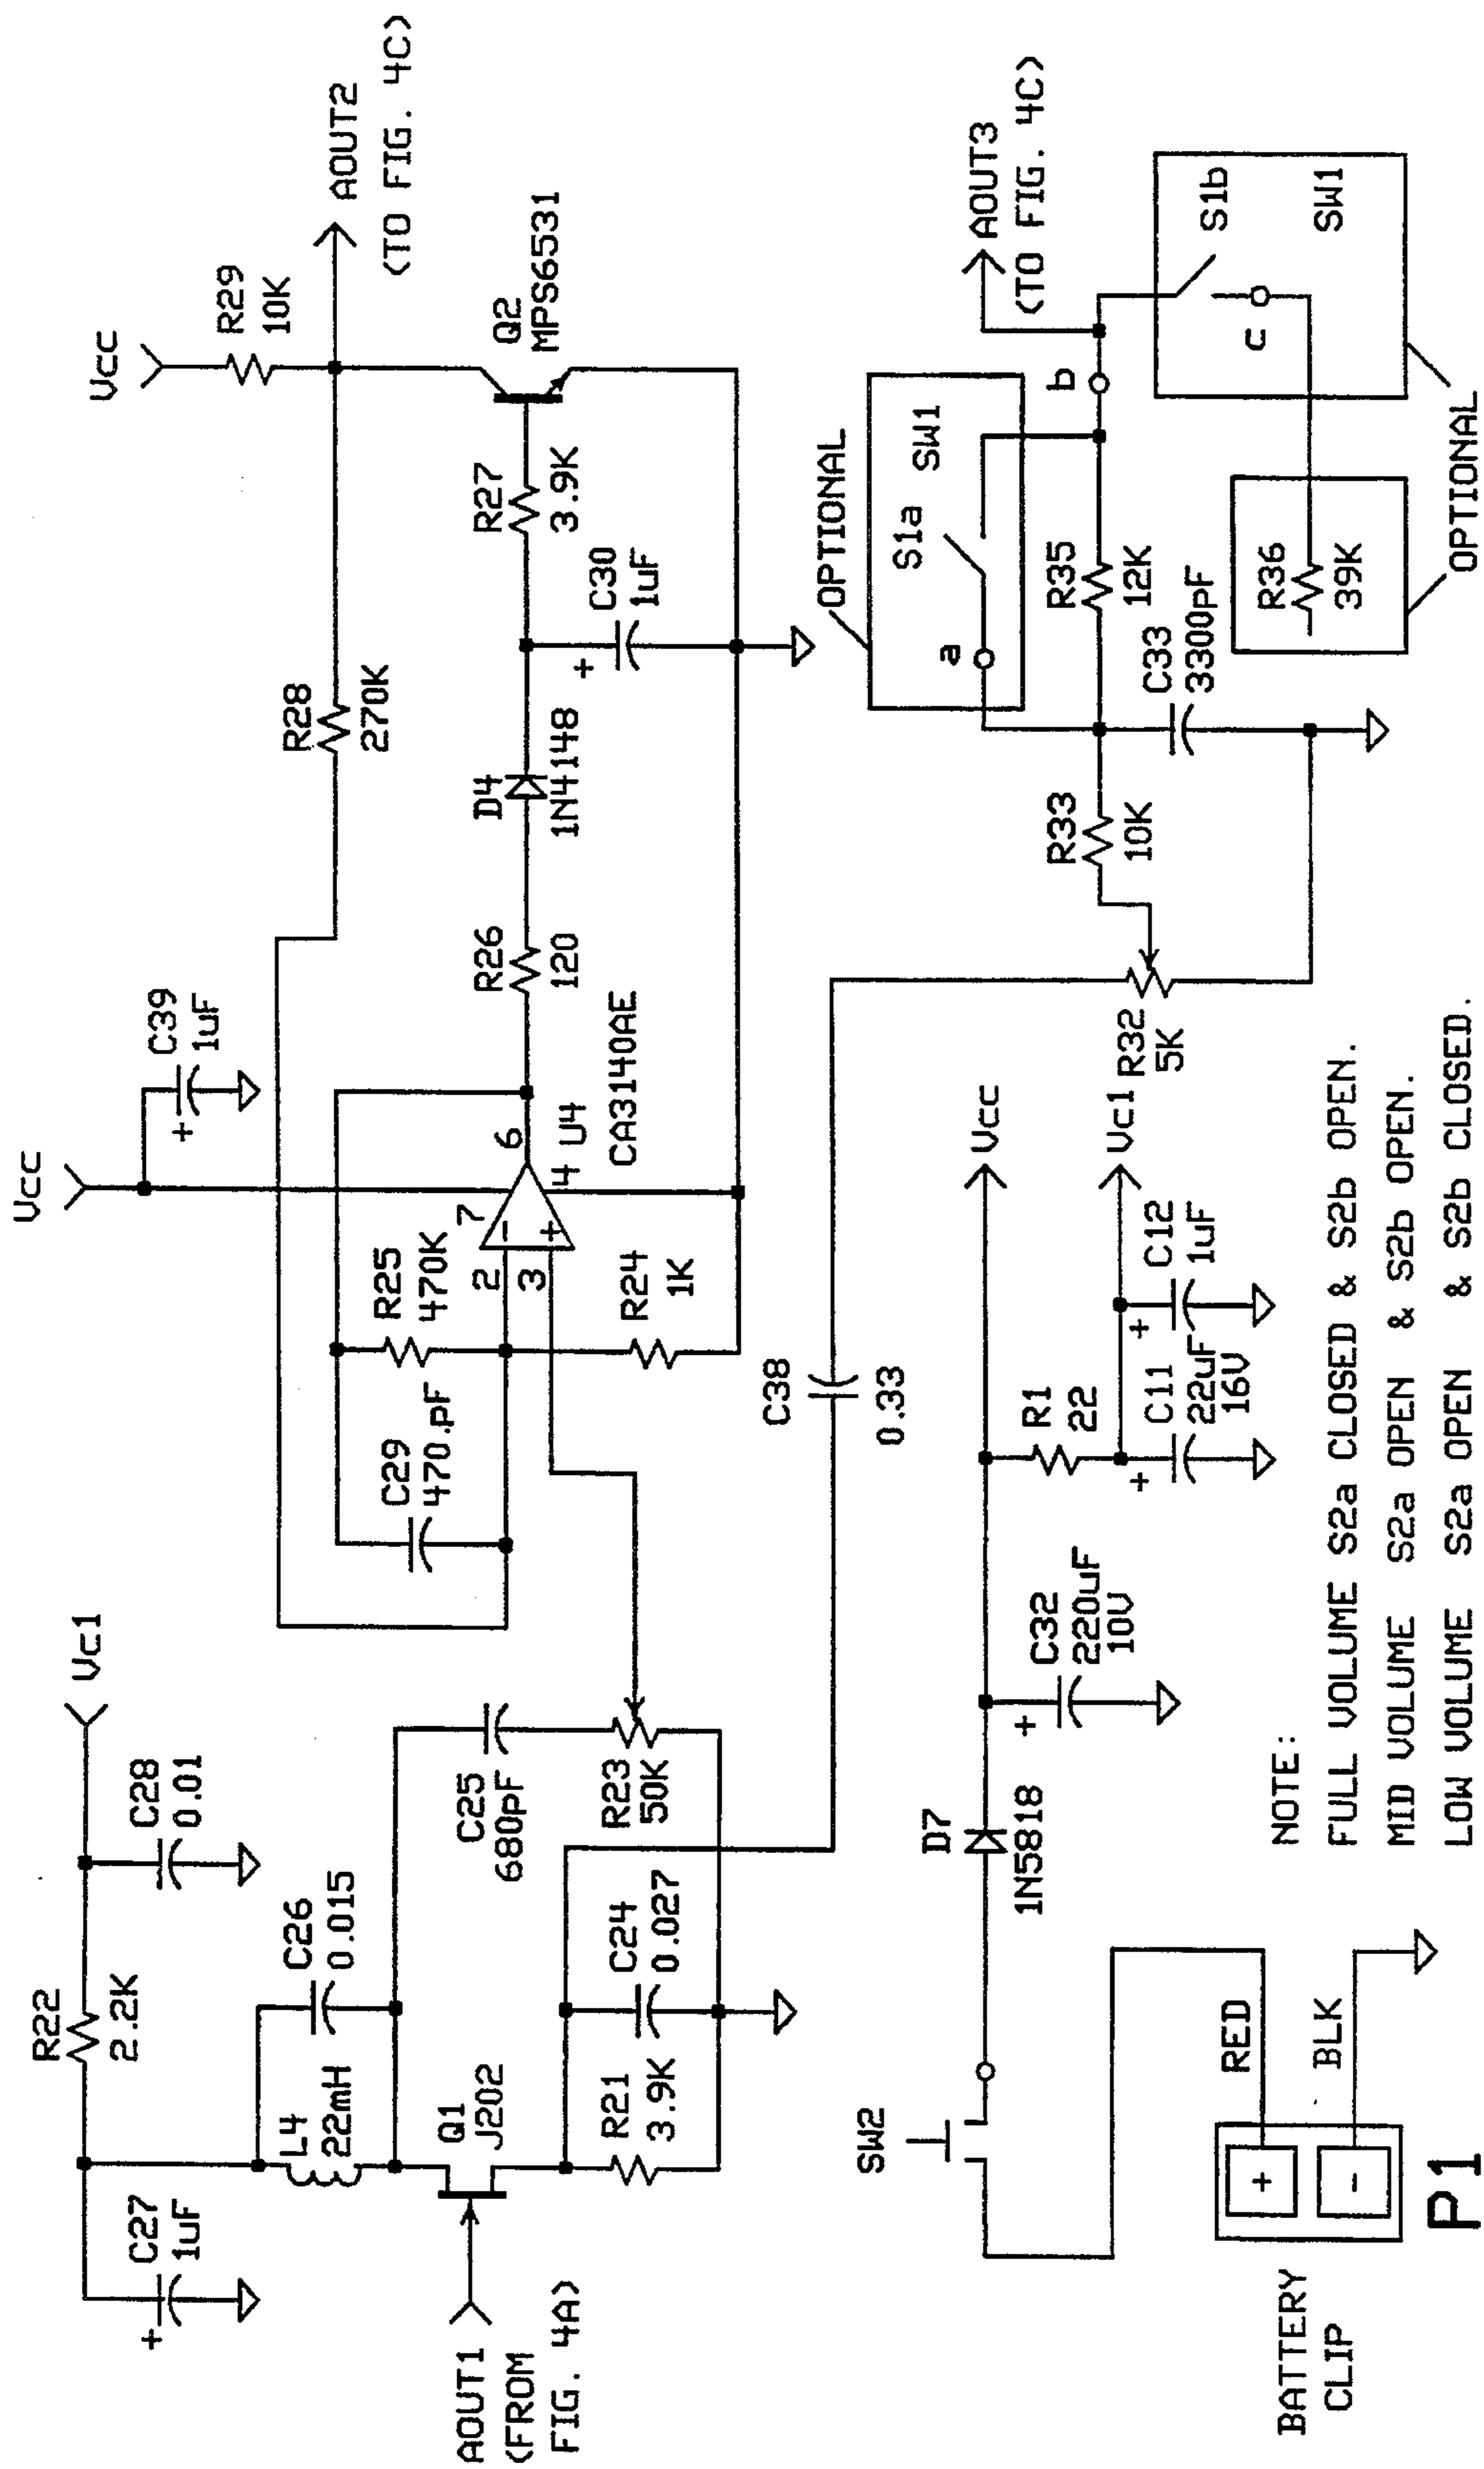 Vc1
Vcc
Vcc
R22
2.2K
C28
0.01
C27
1uF
+
L4
22mH
C26
0.015
C29
470.pF
R25
470K
C39
1uF
+
R28
270K
R29
10K
AOUT2
(TO FIG. 4C)
AOUT1
(FROM
FIG. 4A)
Q1
J202
C25
680pF
R23
50K
R21
3.9K
C24
0.027
2
3
7
-
+
6
4
U4
CA3140AE
R24
1K
R26
120
D4
1N4148
C30
1uF
+
R27
3.9K
Q2
MPS6531
C38
0.33
OPTIONAL
a
S1a
SW1
AOUT3
(TO FIG. 4C)
R33
10K
R35
12K
b
R32
5K
C33
3300pF
R36
39K
c
S1b
SW1
OPTIONAL
SW2
D7
1N5818
Vcc
C32
220uF
10V
+
R1
22
Vc1
C11
22uF
16V
+
C12
1uF
+
BATTERY
CLIP
+
-
RED
BLK
P1
NOTE:
FULL VOLUME S2a CLOSED & S2b OPEN.
MID VOLUME S2a OPEN & S2b OPEN.
LOW VOLUME S2a OPEN & S2b CLOSED.